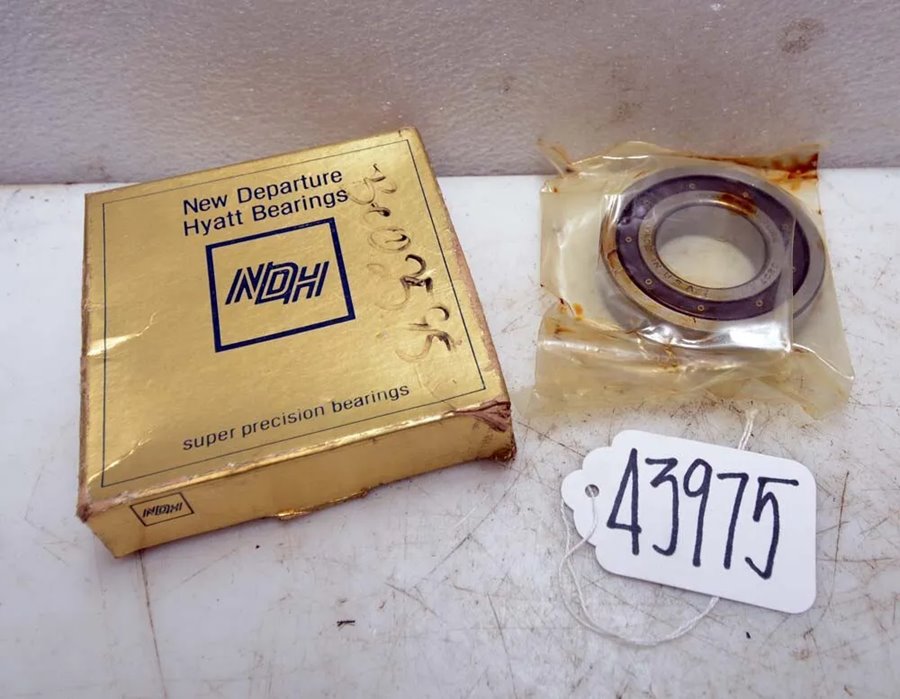 New Departure
Hyatt Bearings
NDH
super precision bearings
NDH
43975